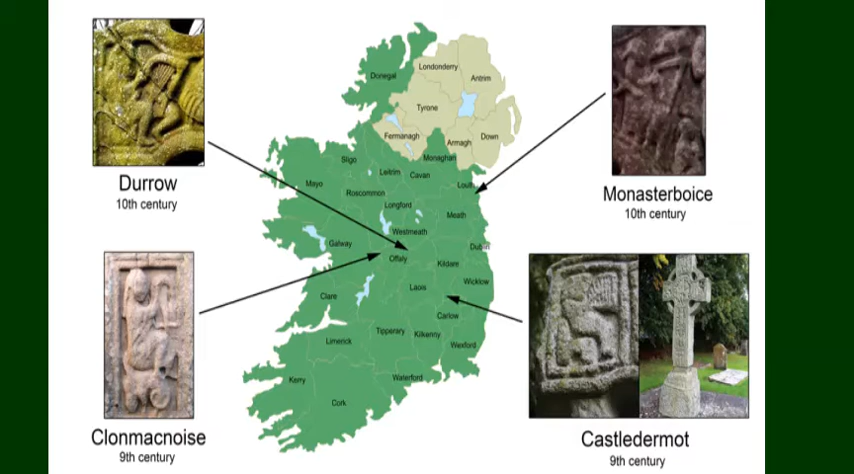 Durrow
10th century
Monasterboice
10th century
Clonmacnoise
9th century
Castledermot
9th century
Donegal
Londonderry
Antrim
Tyrone
Fermanagh
Armagh
Down
Monaghan
Sligo
Leitrim
Cavan
Louth
Mayo
Roscommon
Longford
Meath
Westmeath
Galway
Dublin
Offaly
Kildare
Wicklow
Laois
Clare
Carlow
Tipperary
Kilkenny
Limerick
Wexford
Kerry
Waterford
Cork